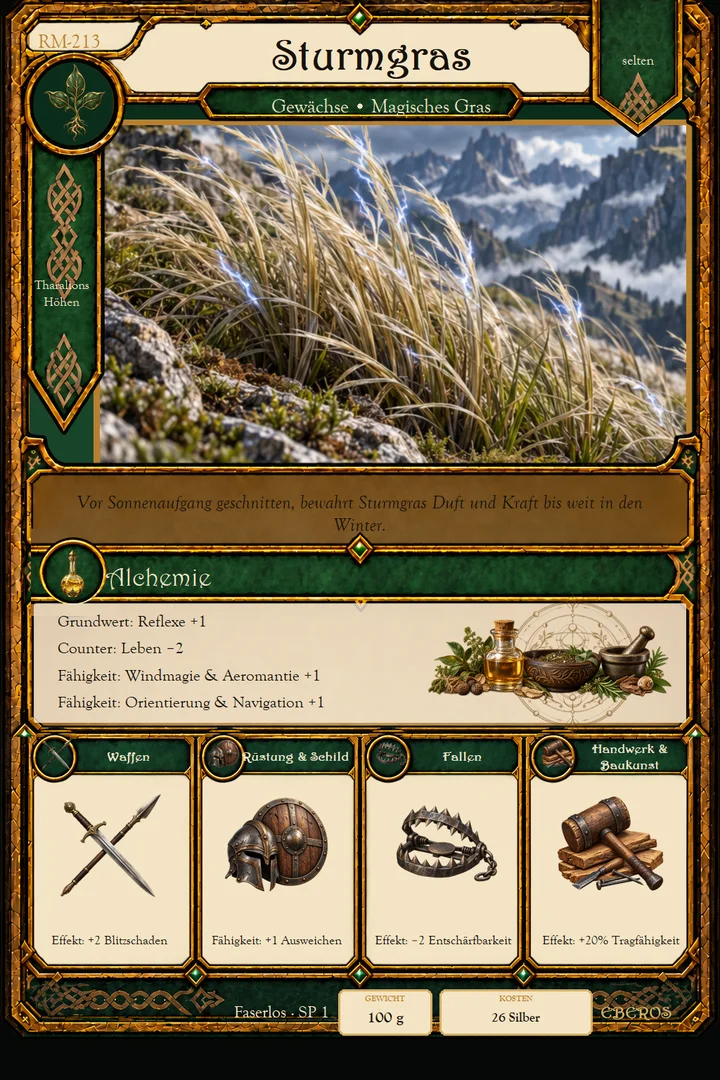 RM-213
Sturmgras
selten
Gewächse • Magisches Gras
Tharalions
Höhen
Vor Sonnenaufgang geschnitten, bewahrt Sturmgras Duft und Kraft bis weit in den
Winter.
Alchemie
Grundwert: Reflexe +1
Counter: Leben −2
Fähigkeit: Windmagie & Aeromantie +1
Fähigkeit: Orientierung & Navigation +1
Waffen
Rüstung & Schild
Fallen
Handwerk &
Baukunst
Effekt: +2 Blitzschaden
Fähigkeit: +1 Ausweichen
Effekt: −2 Entschärfbarkeit
Effekt: +20% Tragfähigkeit
Faserlos · SP 1
GEWICHT
100 g
KOSTEN
26 Silber
EBEROS